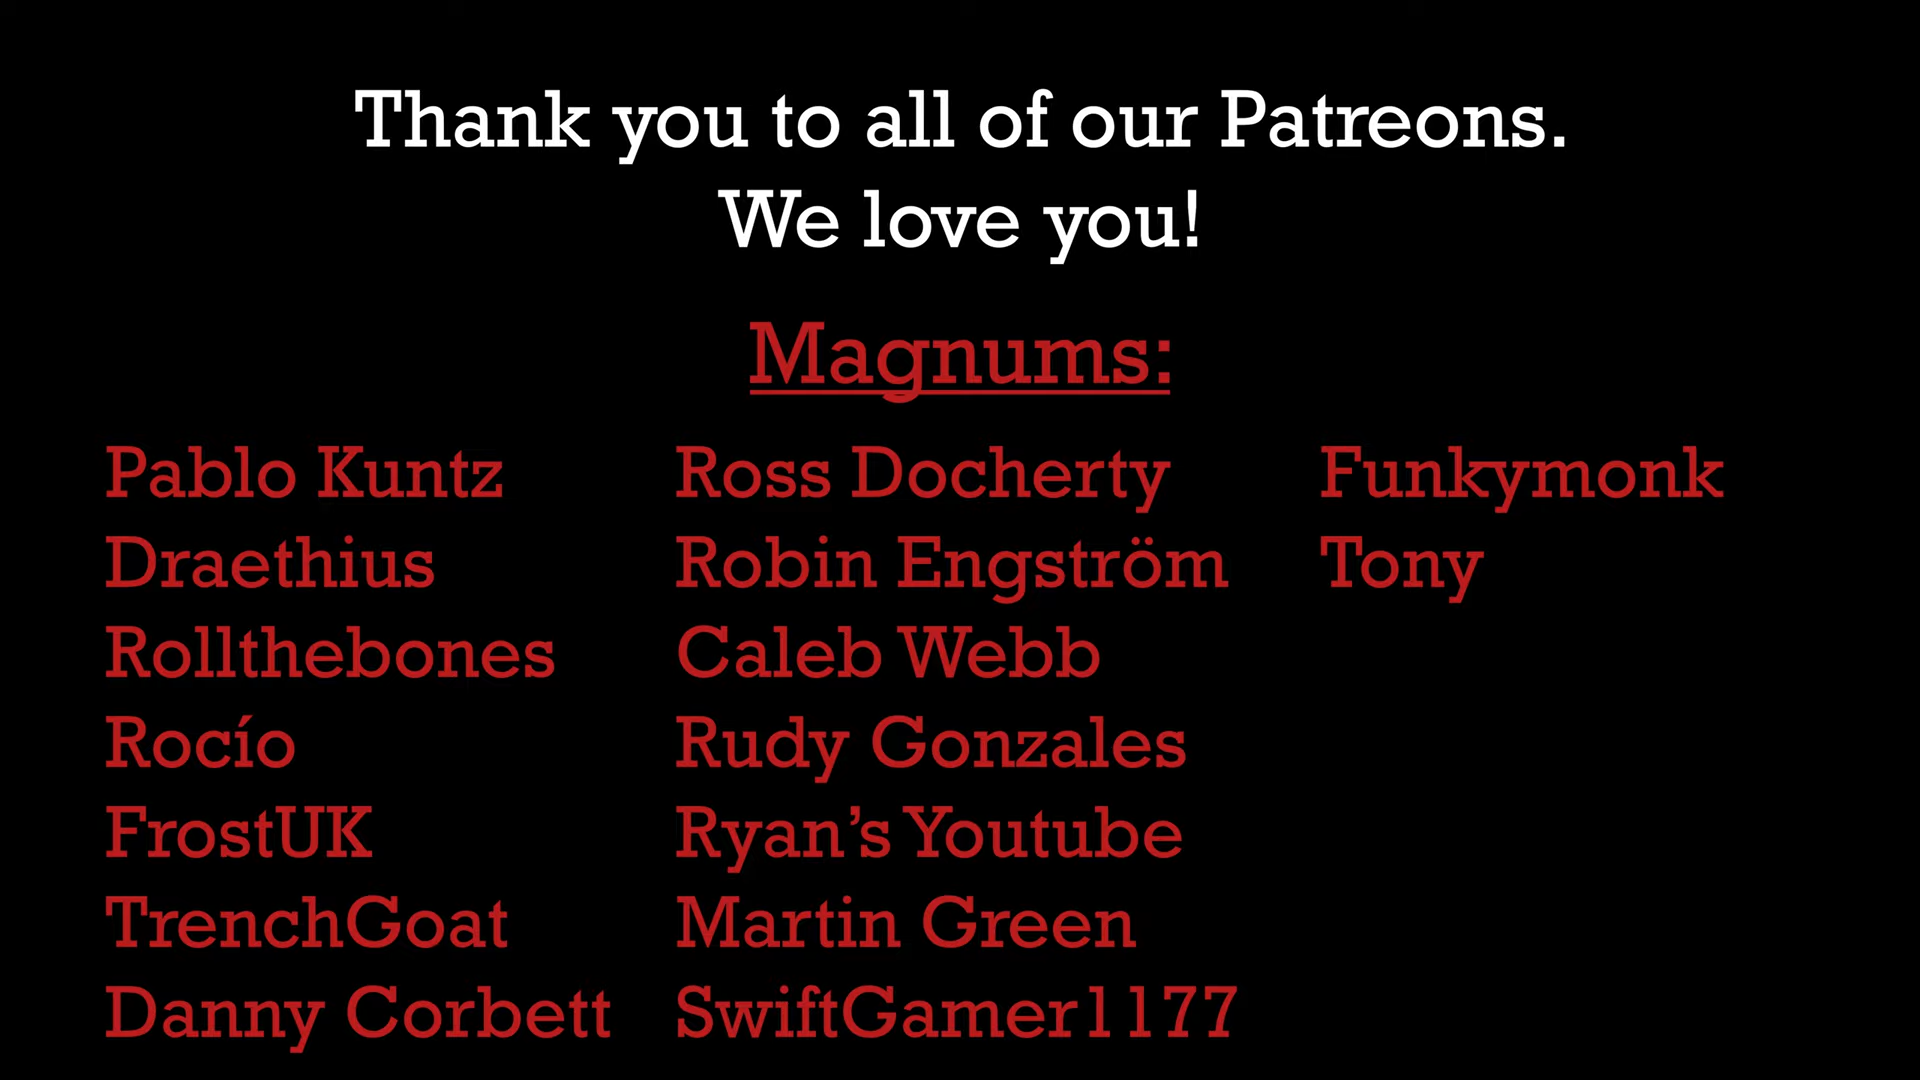 Thank you to all of our Patreons.
We love you!
Magnums:
Pablo Kuntz
Draethius
Rollthebones
Rocío
FrostUK
TrenchGoat
Danny Corbett
Ross Docherty
Robin Engström
Caleb Webb
Rudy Gonzales
Ryan’s Youtube
Martin Green
SwiftGamer1177
Funkymonk
Tony